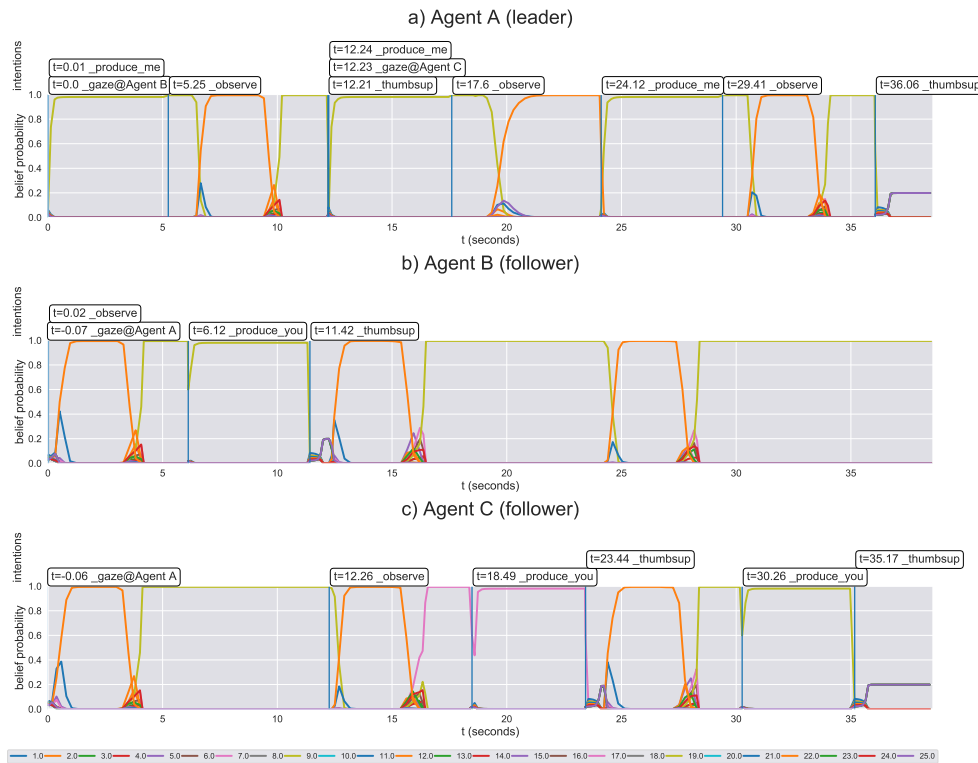 a) Agent A (leader)
t=12.24 _produce_me
t=0.01 _produce_me
t=12.23 _gaze@Agent C
t=0.0 _gaze@Agent B
t=5.25 _observe
t=12.21 _thumbsup
t=17.6 _observe
t=24.12 _produce_me
t=29.41 _observe
t=36.06 _thumbsup
intentions
belief probability
1.0
0.8
0.6
0.4
0.2
0.0
0 5 10 15 20 25 30 35
t (seconds)
b) Agent B (follower)
t=0.02 _observe
t=-0.07 _gaze@Agent A
t=6.12 _produce_you
t=11.42 _thumbsup
intentions
belief probability
1.0
0.8
0.6
0.4
0.2
0.0
0 5 10 15 20 25 30 35
t (seconds)
c) Agent C (follower)
t=23.44 _thumbsup
t=35.17 _thumbsup
t=-0.06 _gaze@Agent A
t=12.26 _observe
t=18.49 _produce_you
t=30.26 _produce_you
intentions
belief probability
1.0
0.8
0.6
0.4
0.2
0.0
0 5 10 15 20 25 30 35
t (seconds)
1.0 2.0 3.0 4.0 5.0 6.0 7.0 8.0 9.0 10.0 11.0 12.0 13.0 14.0 15.0 16.0 17.0 18.0 19.0 20.0 21.0 22.0 23.0 24.0 25.0